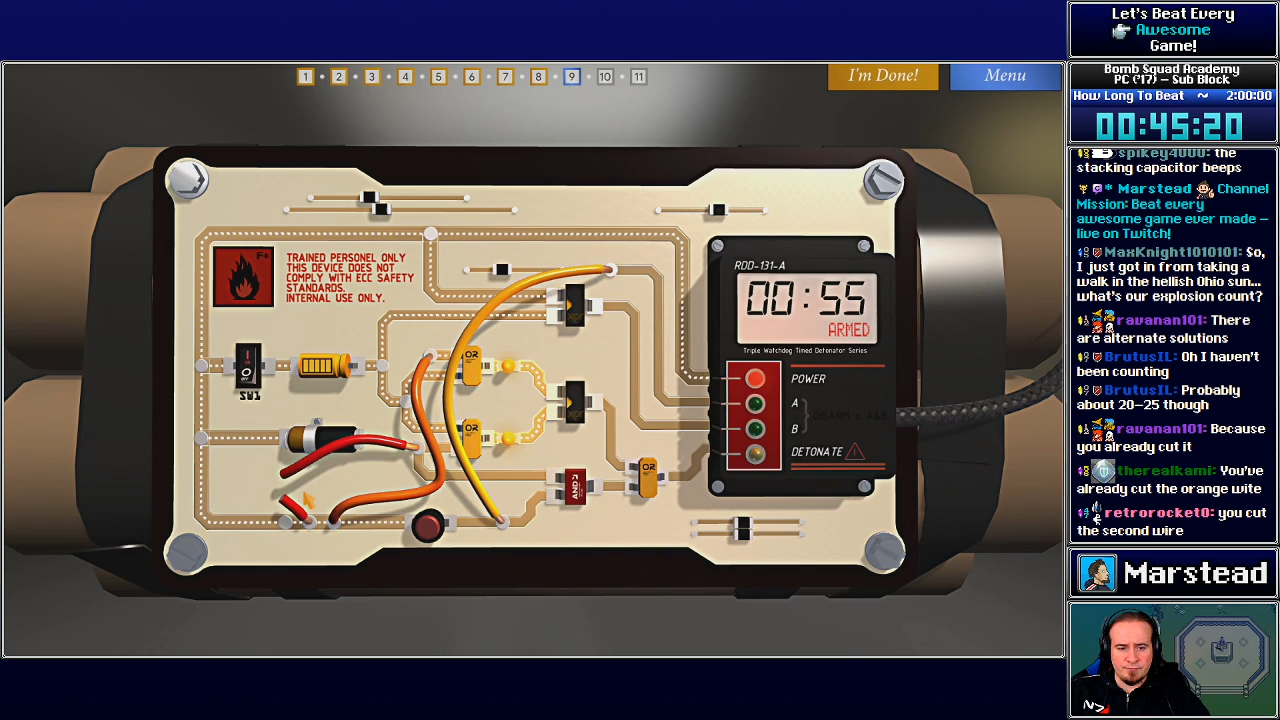 1 2 3 4 5 6 7 8 9 10 11
I'm Done!
Menu
F+
TRAINED PERSONEL ONLY
THIS DEVICE DOES NOT
COMPLY WITH ECC SAFETY
STANDARDS.
INTERNAL USE ONLY.
RDD-131-A
00:55
ARMED
Triple Watchdog Timed Detonator Series
POWER
A
B
DISARM = A&B
DETONATE
SW1
OFF
OR
OR
xor
xor
AND
OR
Let's Beat Every
Awesome
Game!
Bomb Squad Academy
PC ('17) – Sub Block
How Long To Beat ~ 2:00:00
00:45:20
spikey4000: the
stacking capacitor beeps
Marstead Channel
Mission: Beat every
awesome game ever made –
live on Twitch!
MaxKnight1010101: So,
I just got in from taking a
walk in the hellish Ohio sun...
what's our explosion count?
ravanan101: There
are alternate solutions
BrutusIL: Oh I haven't
been counting
BrutusIL: Probably
about 20-25 though
ravanan101: Because
you already cut it
therealkami: You've
already cut the orange wite
retrorocket0: you cut
the second wire
Marstead